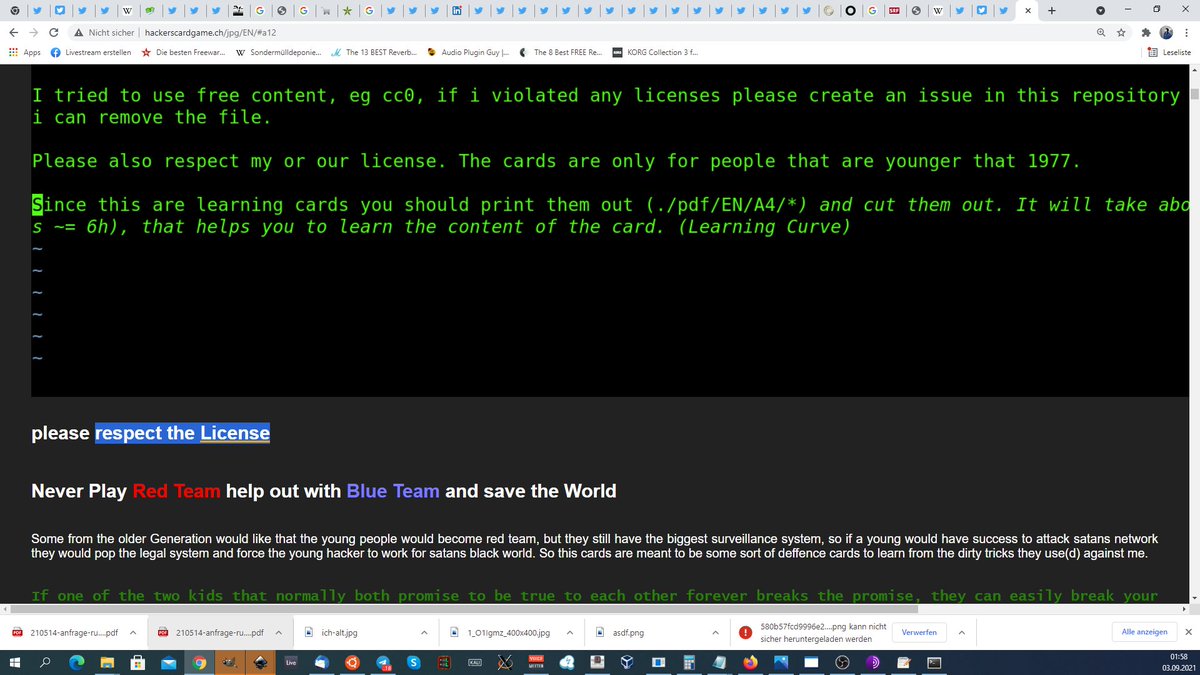 Nicht sicher | hackerscardgame.ch/jpg/EN/#a12
Apps Livestream erstellen Die besten Freewar... Sondermülldeponie... The 13 BEST Reverb... Audio Plugin Guy |... The 8 Best FREE Re... KORG Collection 3 f... Leseliste
I tried to use free content, eg cc0, if i violated any licenses please create an issue in this repository
i can remove the file.
Please also respect my or our license. The cards are only for people that are younger that 1977.
Since this are learning cards you should print them out (./pdf/EN/A4/*) and cut them out. It will take abo
s ~= 6h), that helps you to learn the content of the card. (Learning Curve)
~
~
~
~
~
~
please respect the License
Never Play Red Team help out with Blue Team and save the World
Some from the older Generation would like that the young people would become red team, but they still have the biggest surveillance system, so if a young would have success to attack satans network
they would pop the legal system and force the young hacker to work for satans black world. So this cards are meant to be some sort of deffence cards to learn from the dirty tricks they use(d) against me.
If one of the two kids that normally both promise to be true to each other forever breaks the promise, they can easily break your
210514-anfrage-ru....pdf 210514-anfrage-ru....pdf ich-alt.jpg 1_O1Igmz_400x400.jpg asdf.png 580b57fcd9996e2....png kann nicht
sicher heruntergeladen werden Verwerfen Alle anzeigen
01:58
03.09.2021